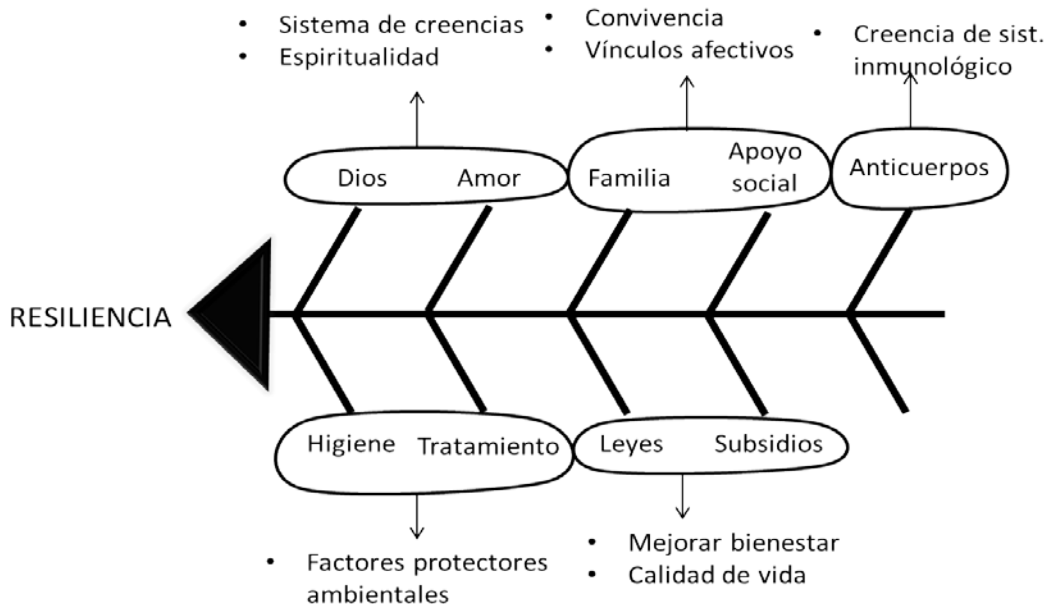 • Sistema de creencias
• Espiritualidad
• Convivencia
• Vínculos afectivos
• Creencia de sist.
inmunológico
Dios Amor
Familia Apoyo
social
Anticuerpos
RESILIENCIA
Higiene Tratamiento
Leyes Subsidios
• Factores protectores
ambientales
• Mejorar bienestar
• Calidad de vida